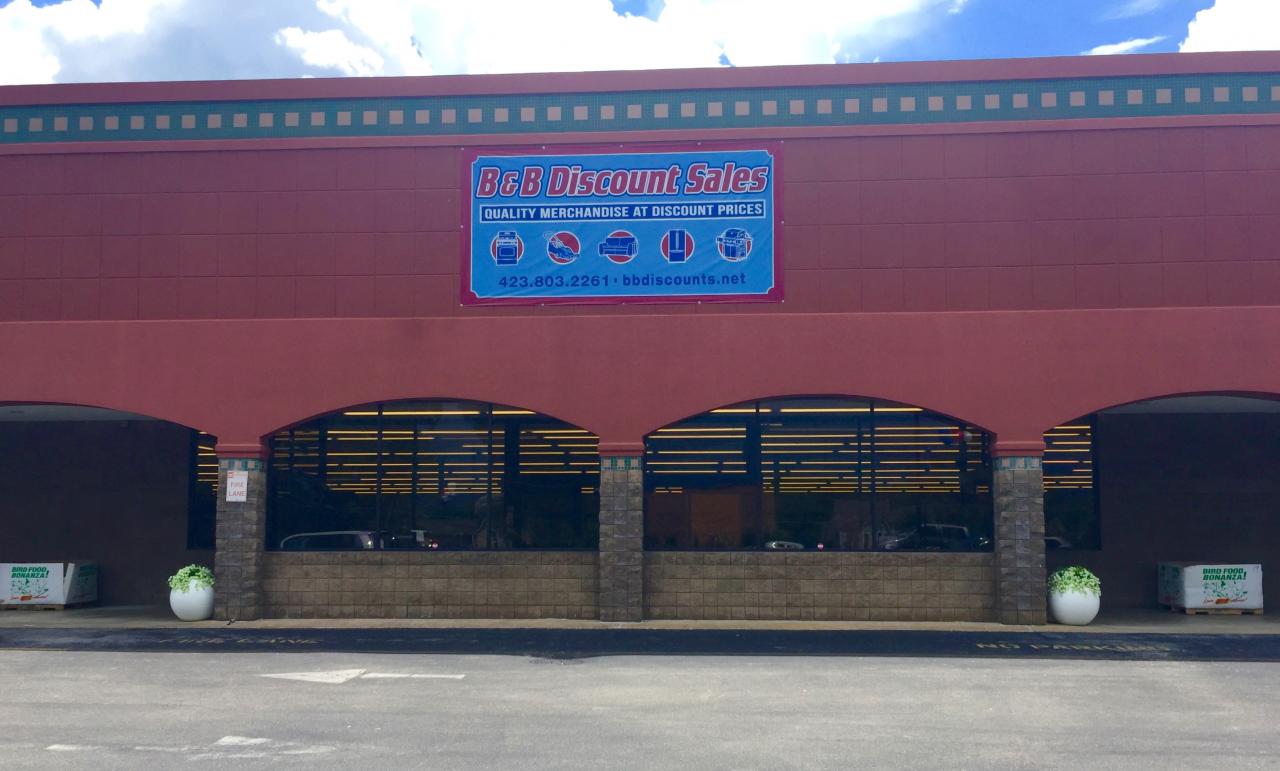 B&B Discount Sales
QUALITY MERCHANDISE AT DISCOUNT PRICES
423.803.2261 • bbdiscounts.net
FIRE
LANE
BIRD FOOD
BONANZA!
BIRD FOOD
BONANZA!
NO PARKING